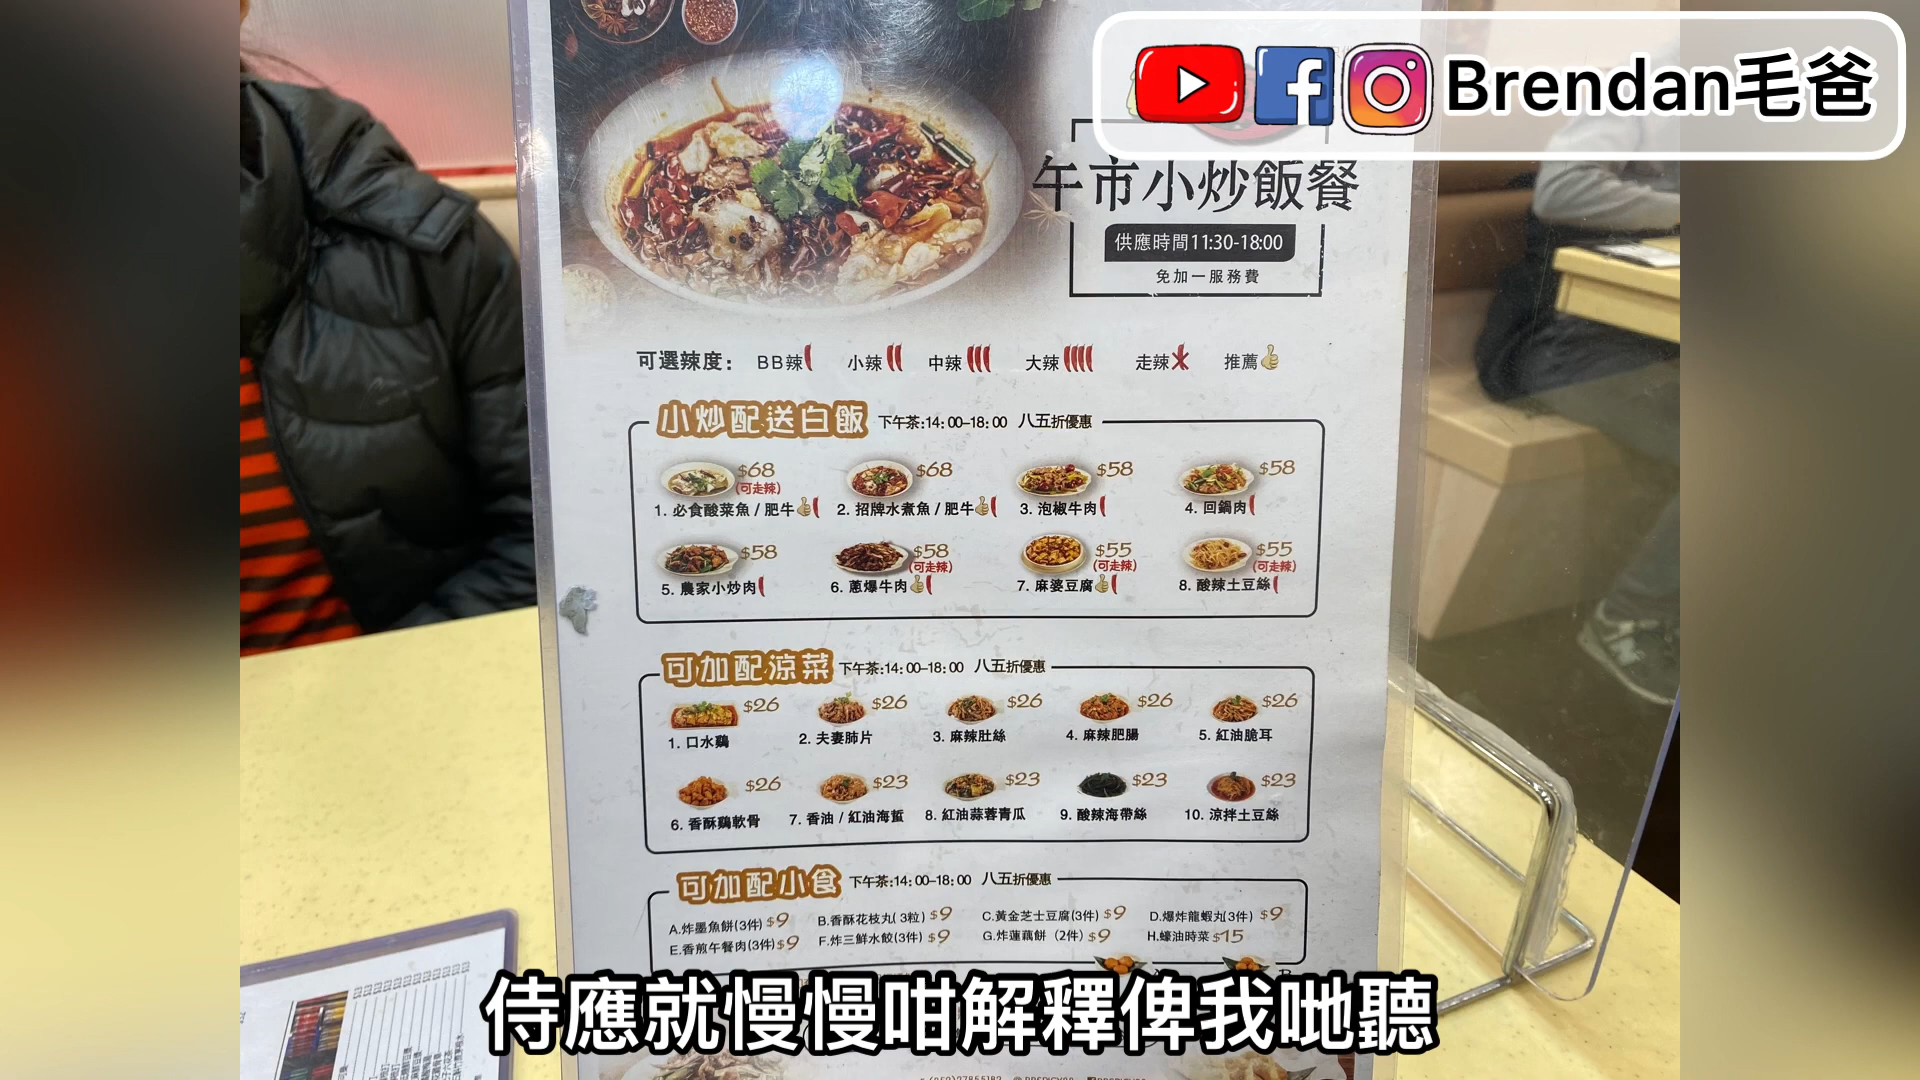 Brendan毛爸
午市小炒飯餐
供應時間11:30-18:00
免加一服務費
可選辣度： BB辣 小辣 中辣 大辣 走辣 推薦
小炒配送白飯 下午茶:14:00-18:00 八五折優惠
$68 $68 $58 $58
(可走辣)
1. 必食酸菜魚 / 肥牛 2. 招牌水煮魚 / 肥牛 3. 泡椒牛肉 4. 回鍋肉
$58 $58 $55 $55
(可走辣) (可走辣) (可走辣)
5. 農家小炒肉 6. 蔥爆牛肉 7. 麻婆豆腐 8. 酸辣土豆絲
可加配涼菜 下午茶:14:00-18:00 八五折優惠
$26 $26 $26 $26 $26
1. 口水鷄 2. 夫妻肺片 3. 麻辣肚絲 4. 麻辣肥腸 5. 紅油脆耳
$26 $23 $23 $23 $23
6. 香酥鷄軟骨 7. 香油 / 紅油海蜇 8. 紅油蒜蓉青瓜 9. 酸辣海帶絲 10. 涼拌土豆絲
可加配小食 下午茶:14:00-18:00 八五折優惠
A.炸墨魚餅(3件) $9 B.香酥花枝丸( 3粒) $9 C.黃金芝士豆腐(3件) $9 D.爆炸龍蝦丸(3件) $9
E.香煎午餐肉(3件) $9 F.炸三鮮水餃(3件) $9 G.炸蓮藕餅 (2件) $9 H.蠔油時菜 $15
侍應就慢慢咁解釋俾我哋聽